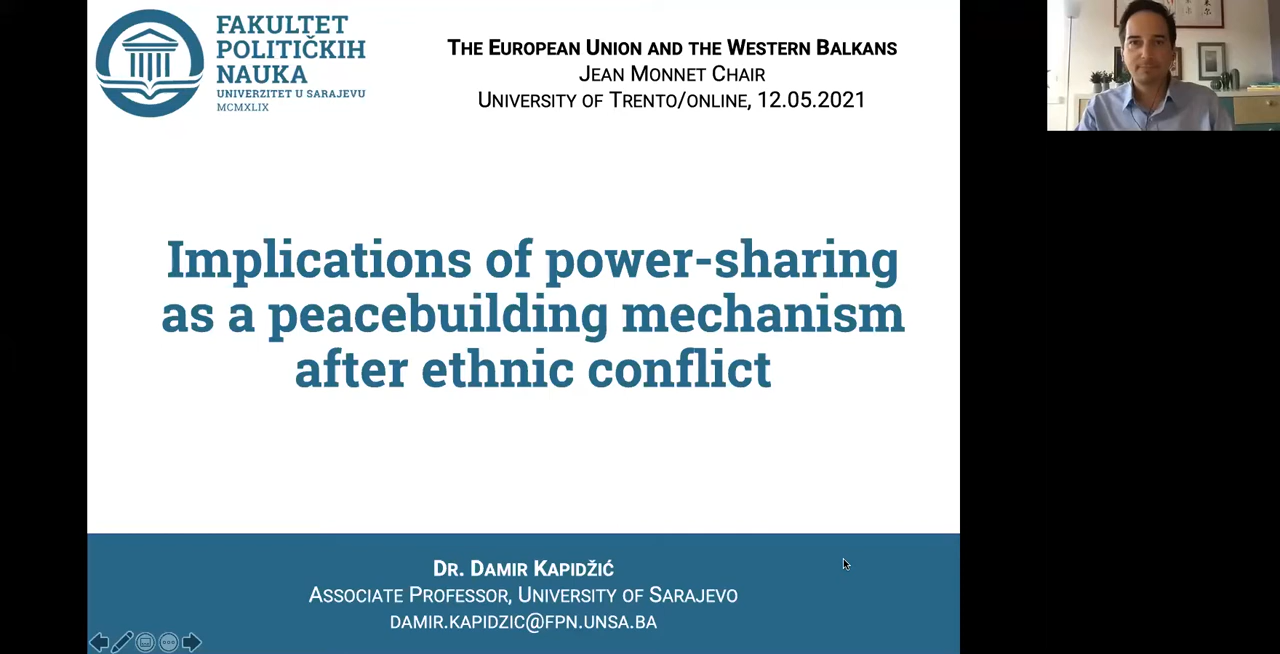 FAKULTET
POLITIČKIH
NAUKA
UNIVERZITET U SARAJEVU
MCMXLIX
THE EUROPEAN UNION AND THE WESTERN BALKANS
JEAN MONNET CHAIR
UNIVERSITY OF TRENTO/ONLINE, 12.05.2021
Implications of power-sharing
as a peacebuilding mechanism
after ethnic conflict
DR. DAMIR KAPIDŽIĆ
ASSOCIATE PROFESSOR, UNIVERSITY OF SARAJEVO
DAMIR.KAPIDZIC@FPN.UNSA.BA